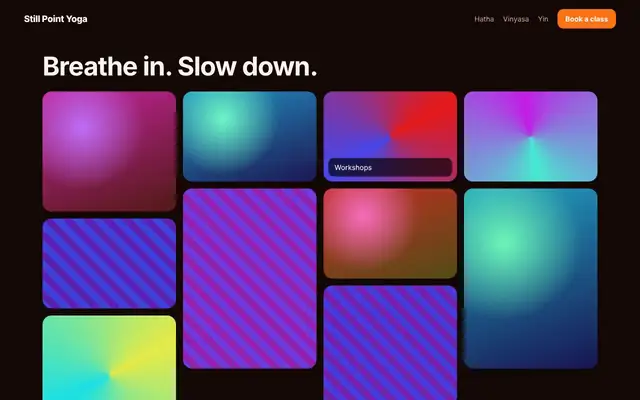 Still Point Yoga
Hatha Vinyasa Yin Book a class
Breathe in. Slow down.
Workshops